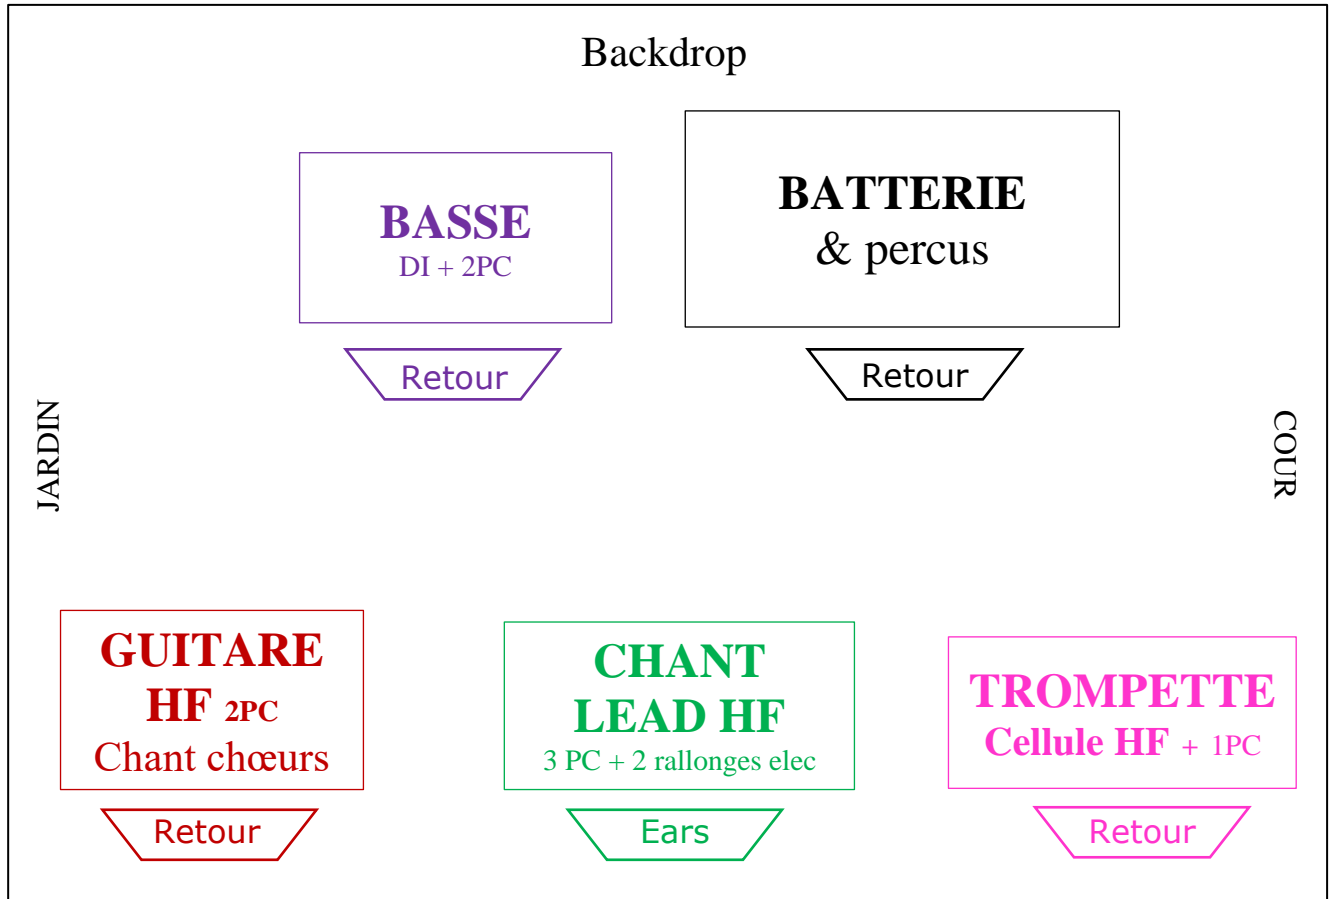 Backdrop
BASSE
DI + 2PC
BATTERIE
& percus
Retour
Retour
JARDIN
COUR
GUITARE
HF 2PC
Chant chœurs
CHANT
LEAD HF
3 PC + 2 rallonges elec
TROMPETTE
Cellule HF + 1PC
Retour
Ears
Retour